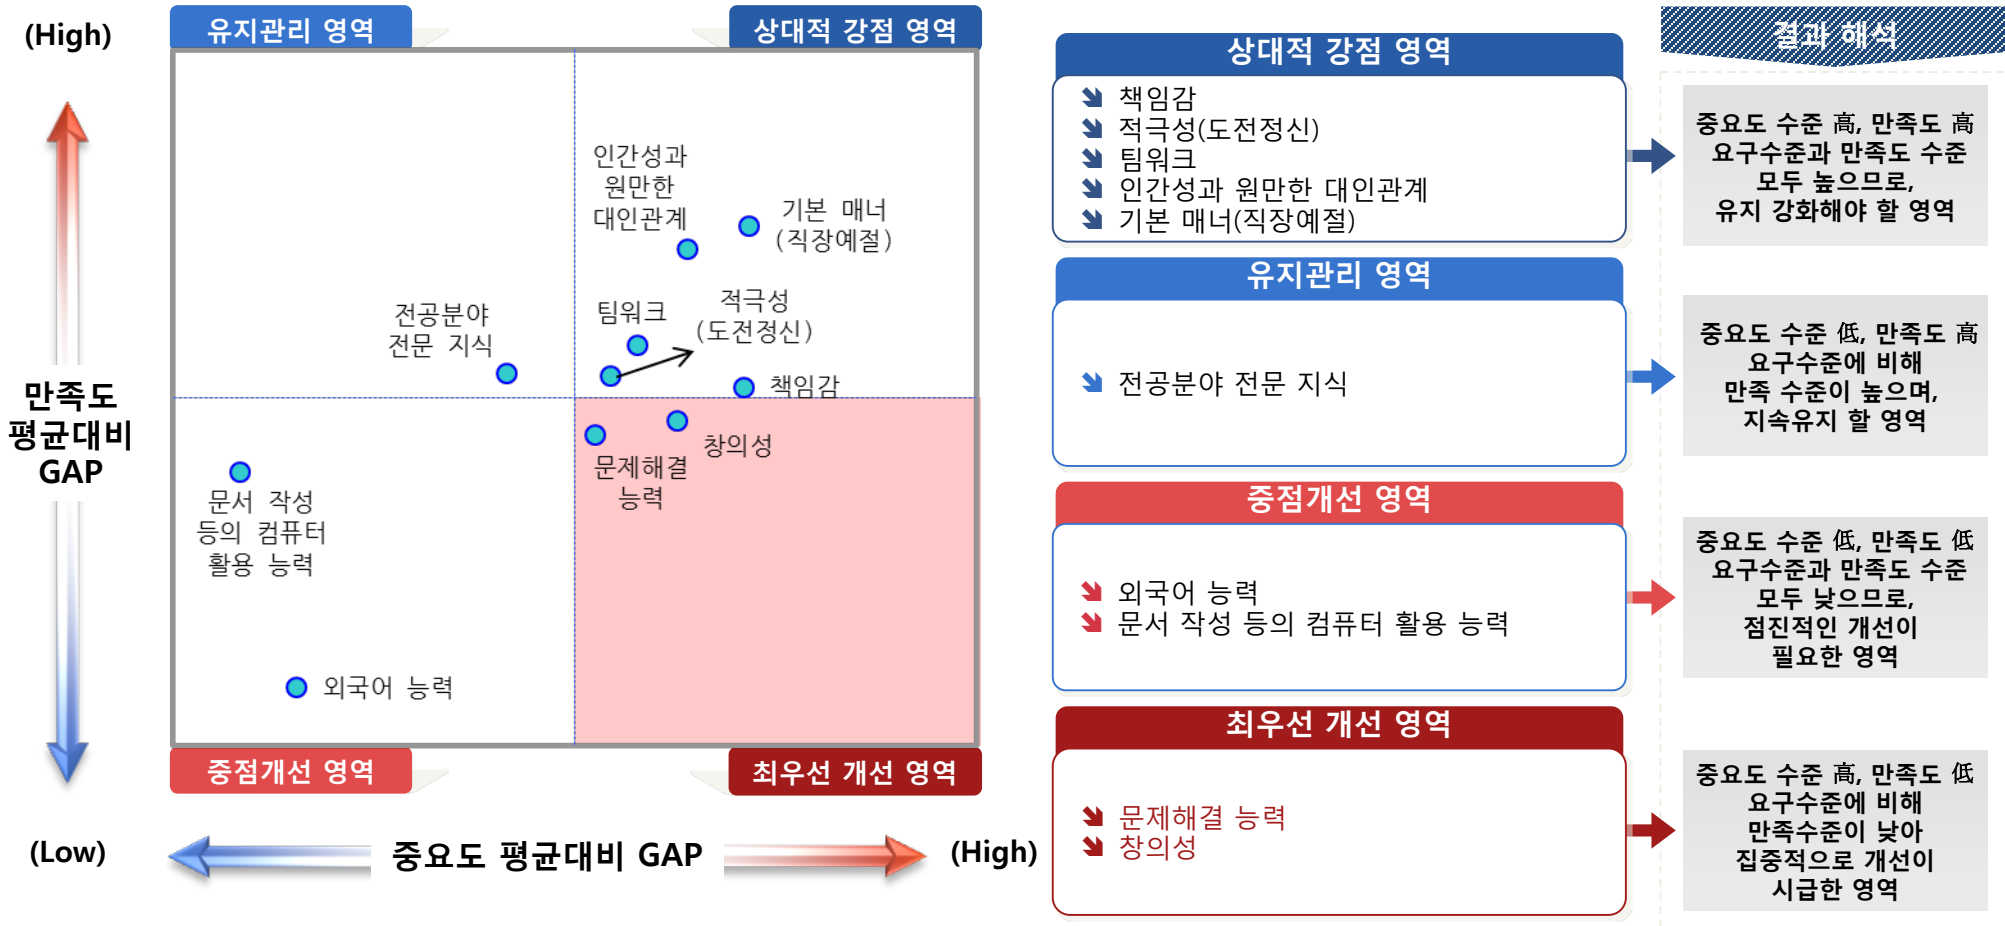 (High)
유지관리 영역
상대적 강점 영역
인간성과
원만한
대인관계
기본 매너
(직장예절)
전공분야
전문 지식
팀워크
적극성
(도전정신)
책임감
만족도
평균대비
GAP
창의성
문제해결
능력
문서 작성
등의 컴퓨터
활용 능력
외국어 능력
중점개선 영역
최우선 개선 영역
(Low)
중요도 평균대비 GAP
(High)
상대적 강점 영역
책임감
적극성(도전정신)
팀워크
인간성과 원만한 대인관계
기본 매너(직장예절)
유지관리 영역
전공분야 전문 지식
중점개선 영역
외국어 능력
문서 작성 등의 컴퓨터 활용 능력
최우선 개선 영역
문제해결 능력
창의성
결과 해석
중요도 수준 高, 만족도 高
요구수준과 만족도 수준
모두 높으므로,
유지 강화해야 할 영역
중요도 수준 低, 만족도 高
요구수준에 비해
만족 수준이 높으며,
지속유지 할 영역
중요도 수준 低, 만족도 低
요구수준과 만족도 수준
모두 낮으므로,
점진적인 개선이
필요한 영역
중요도 수준 高, 만족도 低
요구수준에 비해
만족수준이 낮아
집중적으로 개선이
시급한 영역